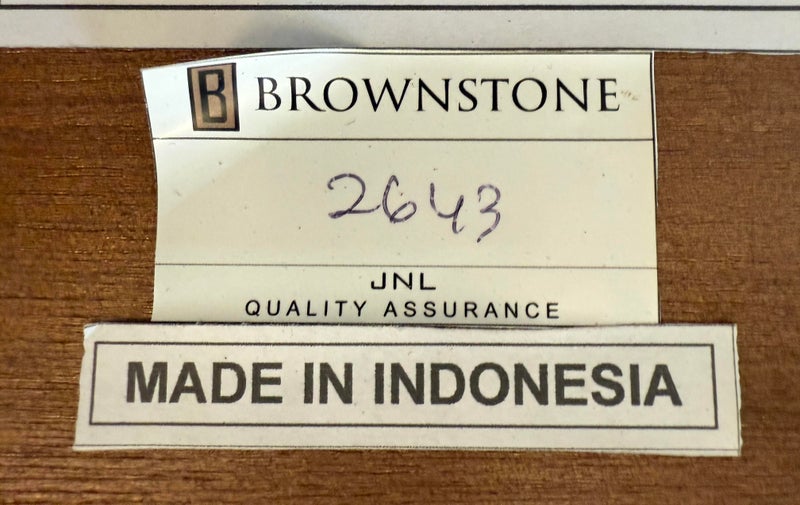 B BROWNSTONE
2643
JNL
QUALITY ASSURANCE
MADE IN INDONESIA